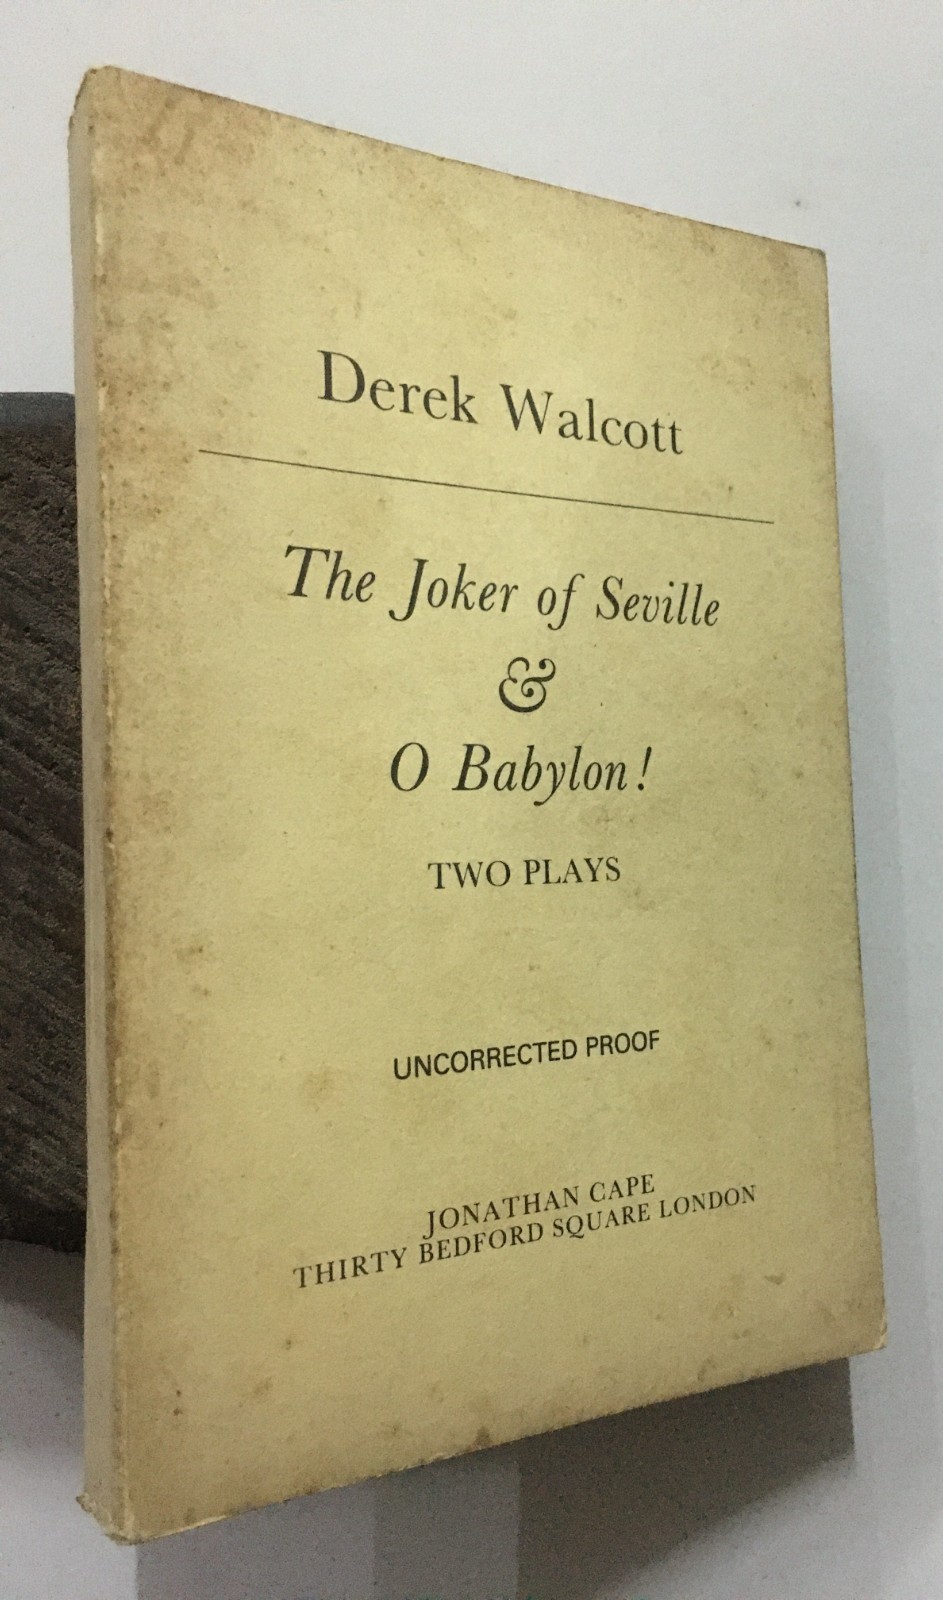 Derek Walcott
The Joker of Seville
&
O Babylon!
TWO PLAYS
UNCORRECTED PROOF
JONATHAN CAPE
THIRTY BEDFORD SQUARE LONDON